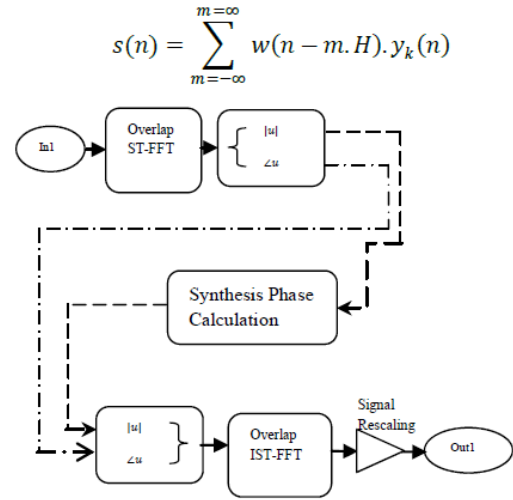 m=∞
s(n) = ∑ w(n − m.H).y_k(n)
m=−∞
In1
Overlap
ST-FFT
|u|
∠u
Synthesis Phase
Calculation
|u|
∠u
Overlap
IST-FFT
Signal
Rescaling
Out1